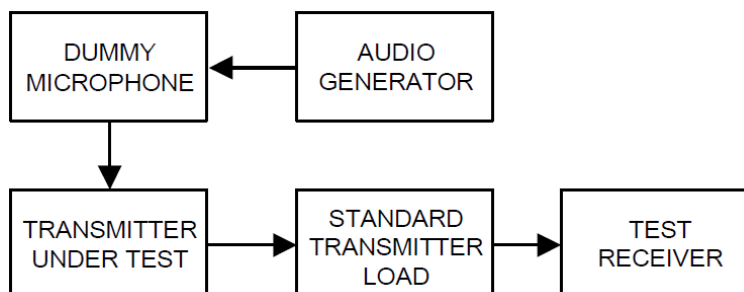 DUMMY
MICROPHONE
AUDIO
GENERATOR
TRANSMITTER
UNDER TEST
STANDARD
TRANSMITTER
LOAD
TEST
RECEIVER